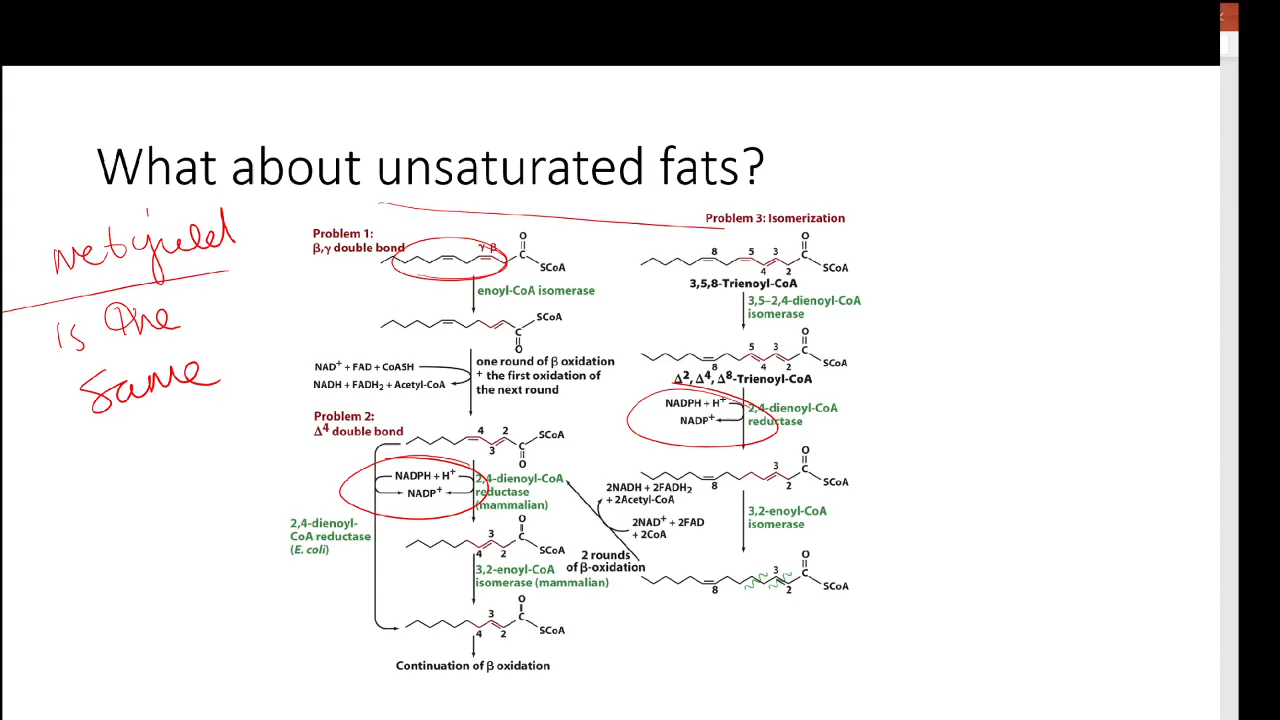 What about unsaturated fats?
net yield
is the
same
Problem 1:
β,γ double bond
γ β
O
C
SCoA
enoyl-CoA isomerase
SCoA
C
O
NAD+ + FAD + CoASH
NADH + FADH2 + Acetyl-CoA
one round of β oxidation
+ the first oxidation of
the next round
Problem 2:
Δ4 double bond
4 2
3
SCoA
C
O
NADPH + H+
NADP+
2,4-dienoyl-CoA
reductase
(mammalian)
2,4-dienoyl-
CoA reductase
(E. coli)
O
3
C
4 2
SCoA
3,2-enoyl-CoA
isomerase (mammalian)
O
3
C
4 2
SCoA
Continuation of β oxidation
Problem 3: Isomerization
O
8 5 3
C
4 2
SCoA
3,5,8-Trienoyl-CoA
3,5–2,4-dienoyl-CoA
isomerase
O
5 3
C
8 4 2
SCoA
Δ2, Δ4, Δ8-Trienoyl-CoA
NADPH + H+
NADP+
2,4-dienoyl-CoA
reductase
O
3
C
8 2
SCoA
3,2-enoyl-CoA
isomerase
2NADH + 2FADH2
+ 2Acetyl-CoA
2NAD+ + 2FAD
+ 2CoA
2 rounds
of β-oxidation
O
3
C
8 2
SCoA